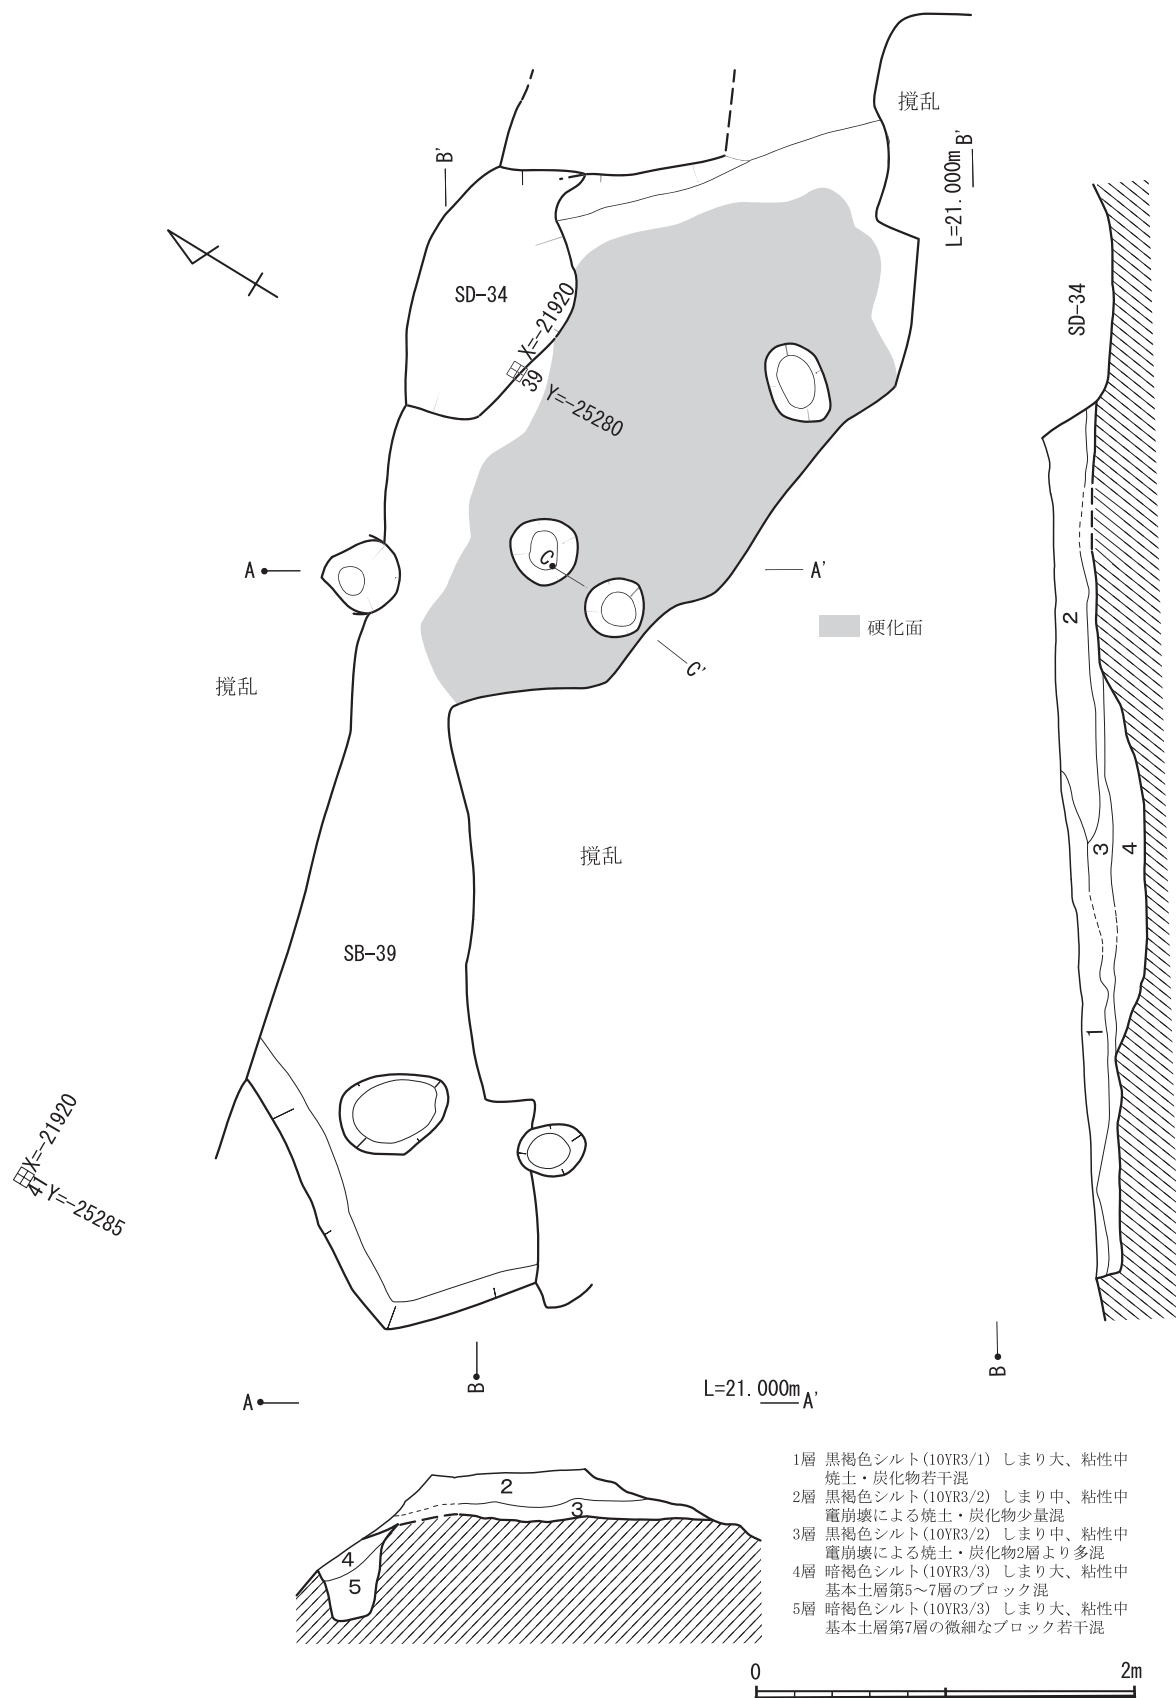 撹乱
B'
B'
L=21.000m
SD-34
SD-34
X=-21920
39
Y=-25280
A
C
A'
2
硬化面
C'
撹乱
撹乱
3
4
SB-39
1
X=-21920
41
Y=-25285
B
B
A
L=21.000m
A'
2
3
4
5
1層 黒褐色シルト(10YR3/1) しまり大、粘性中
焼土・炭化物若干混
2層 黒褐色シルト(10YR3/2) しまり中、粘性中
竃崩壊による焼土・炭化物少量混
3層 黒褐色シルト(10YR3/2) しまり中、粘性中
竃崩壊による焼土・炭化物2層より多混
4層 暗褐色シルト(10YR3/3) しまり大、粘性中
基本土層第5～7層のブロック混
5層 暗褐色シルト(10YR3/3) しまり大、粘性中
基本土層第7層の微細なブロック若干混
0
2m